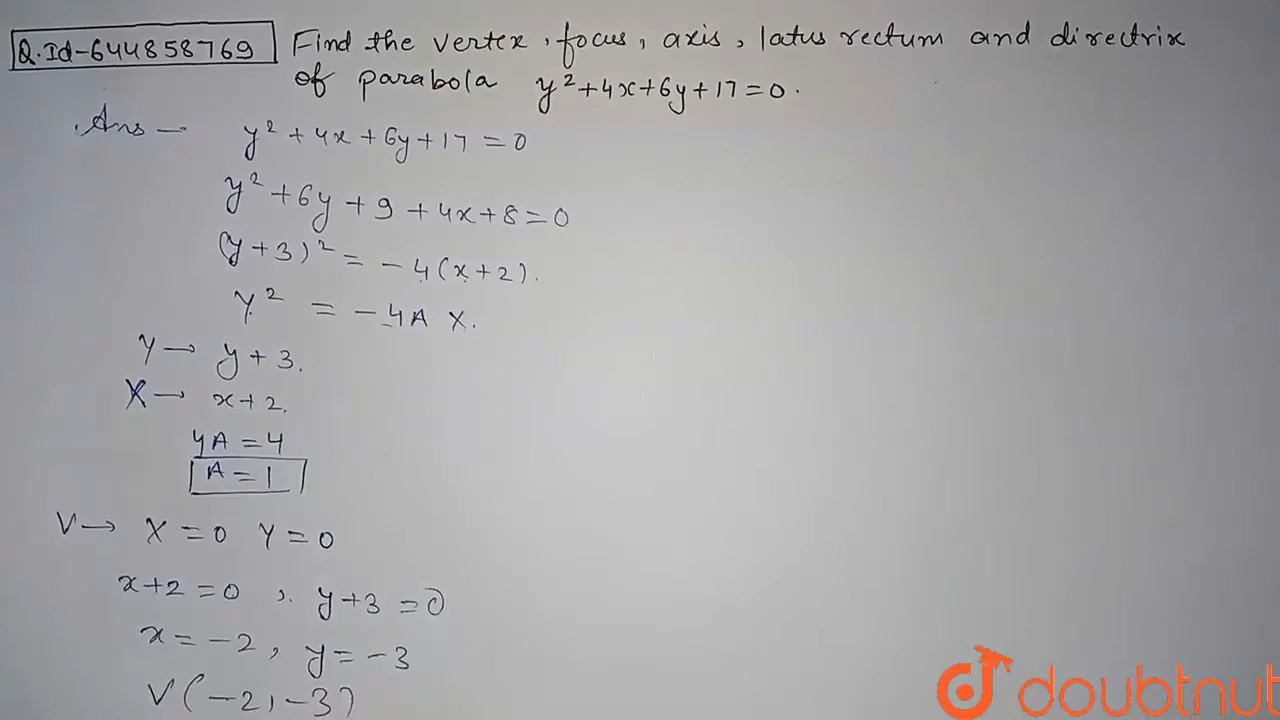 Q.Id-644858769 Find the vertex, focus, axis, latus rectum and directrix
of parabola y²+4x+6y+17=0.
Ans → y²+4x+6y+17=0
y²+6y+9+4x+8=0
(y+3)²=-4(x+2).
Y²=-4A X.
Y→ y+3.
X→ x+2.
4A=4
A=1
V→ X=0 Y=0
x+2=0, y+3=0
x=-2, y=-3
V(-2,-3)
doubtnut